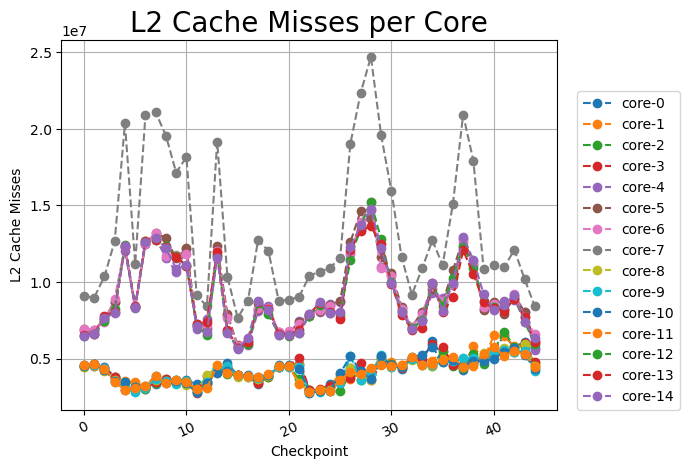 L2 Cache Misses per Core
1e7
2.5
2.0
1.5
1.0
0.5
L2 Cache Misses
0
10
20
30
40
Checkpoint
core-0
core-1
core-2
core-3
core-4
core-5
core-6
core-7
core-8
core-9
core-10
core-11
core-12
core-13
core-14